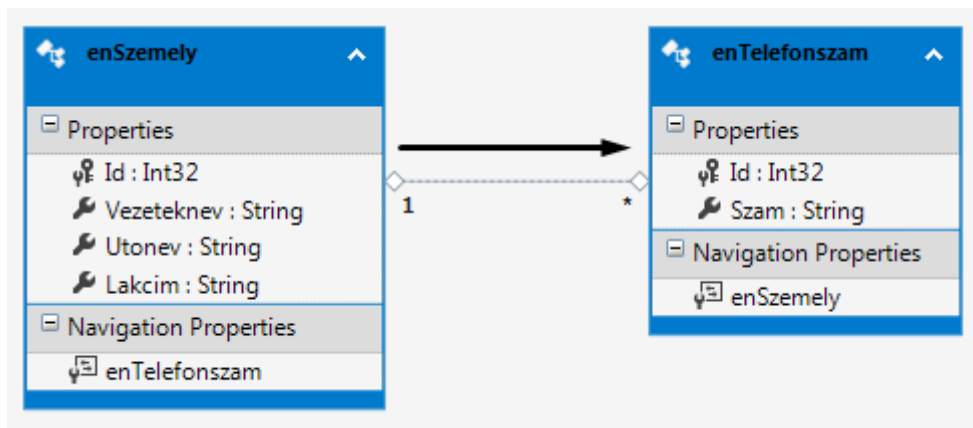 enSzemely
Properties
Id : Int32
Vezeteknev : String
Utonev : String
Lakcim : String
Navigation Properties
enTelefonszam
1
*
enTelefonszam
Properties
Id : Int32
Szam : String
Navigation Properties
enSzemely